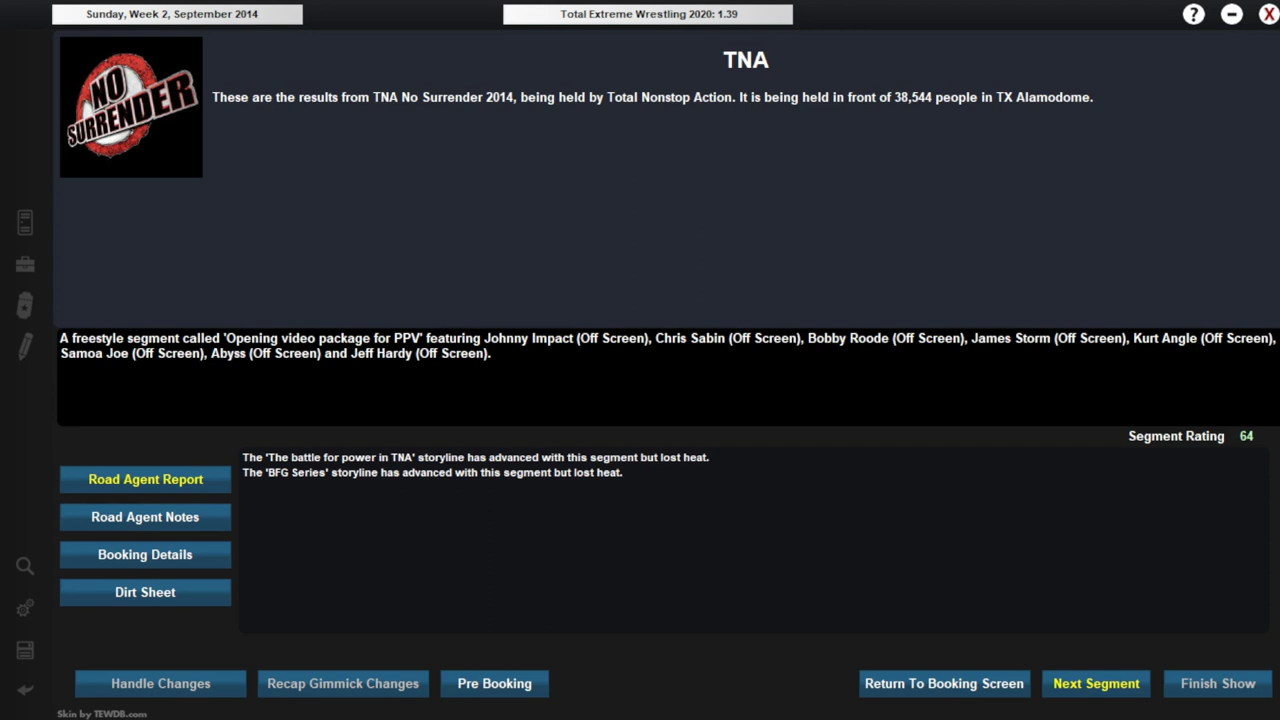 Sunday, Week 2, September 2014
Total Extreme Wrestling 2020: 1.39
?
X
NO
SURRENDER
TNA
These are the results from TNA No Surrender 2014, being held by Total Nonstop Action. It is being held in front of 38,544 people in TX Alamodome.
A freestyle segment called 'Opening video package for PPV' featuring Johnny Impact (Off Screen), Chris Sabin (Off Screen), Bobby Roode (Off Screen), James Storm (Off Screen), Kurt Angle (Off Screen),
Samoa Joe (Off Screen), Abyss (Off Screen) and Jeff Hardy (Off Screen).
Segment Rating 64
The 'The battle for power in TNA' storyline has advanced with this segment but lost heat.
The 'BFG Series' storyline has advanced with this segment but lost heat.
Road Agent Report
Road Agent Notes
Booking Details
Dirt Sheet
Handle Changes
Recap Gimmick Changes
Pre Booking
Return To Booking Screen
Next Segment
Finish Show
Skin by TEWDB.com